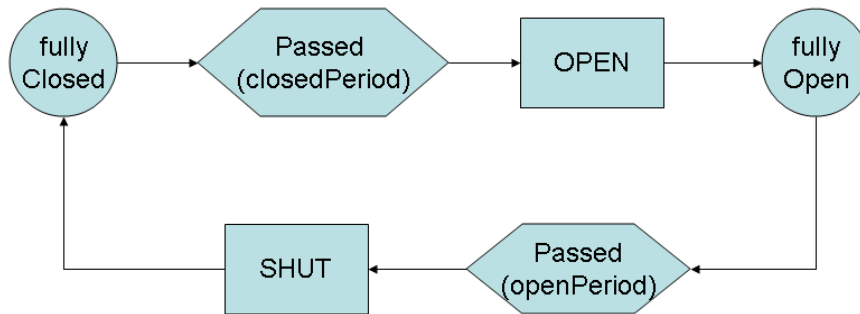 fully
Closed
Passed
(closedPeriod)
OPEN
fully
Open
SHUT
Passed
(openPeriod)